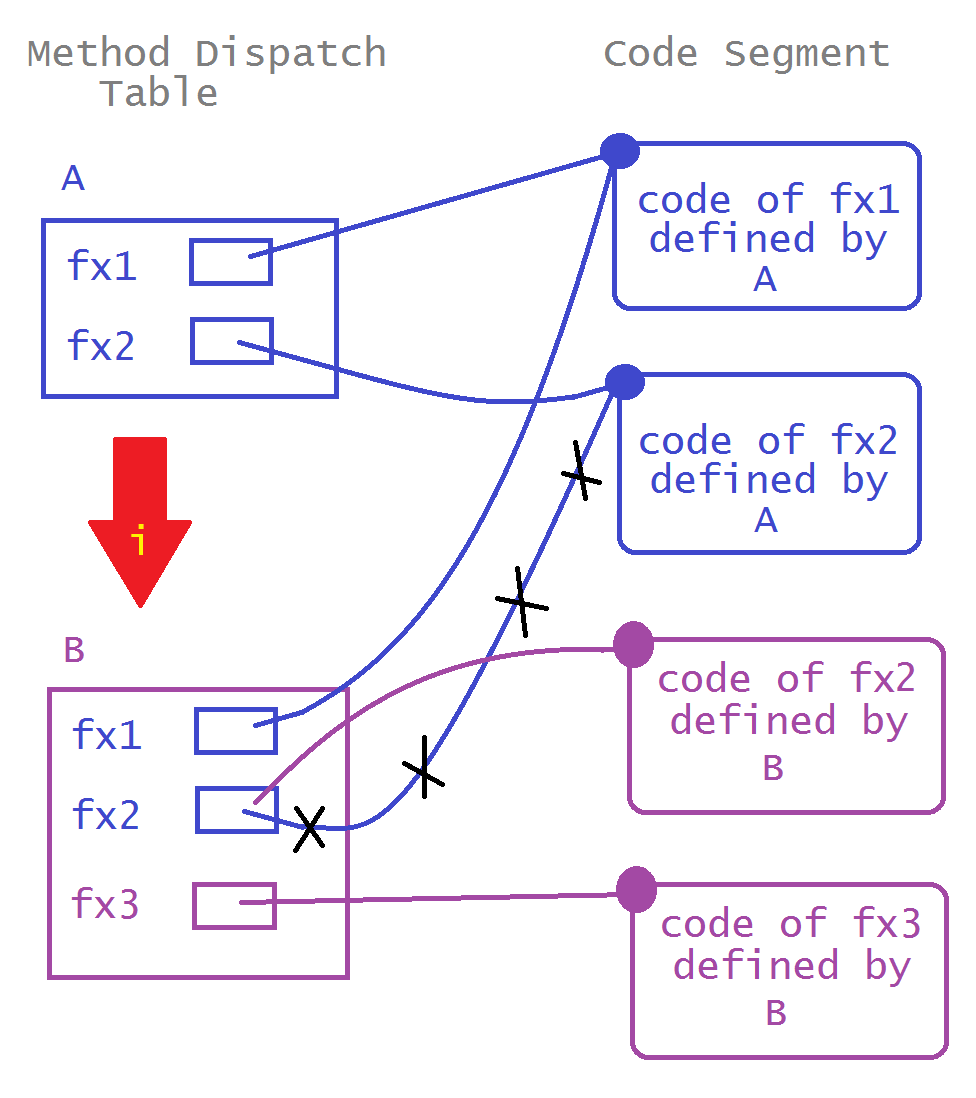 Method Dispatch
Table
Code Segment
A
fx1
fx2
code of fx1
defined by
A
code of fx2
defined by
A
i
B
fx1
fx2
fx3
code of fx2
defined by
B
code of fx3
defined by
B